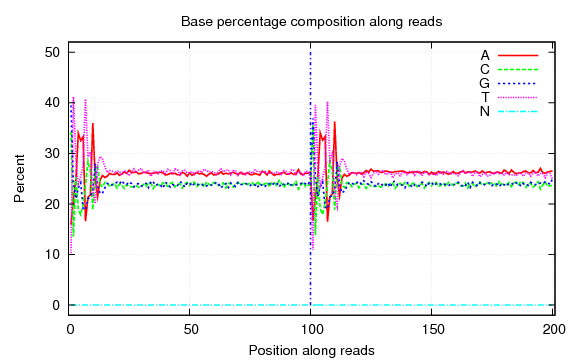 Base percentage composition along reads
50
40
30
20
10
0
Percent
A
C
G
T
N
0
50
100
150
200
Position along reads